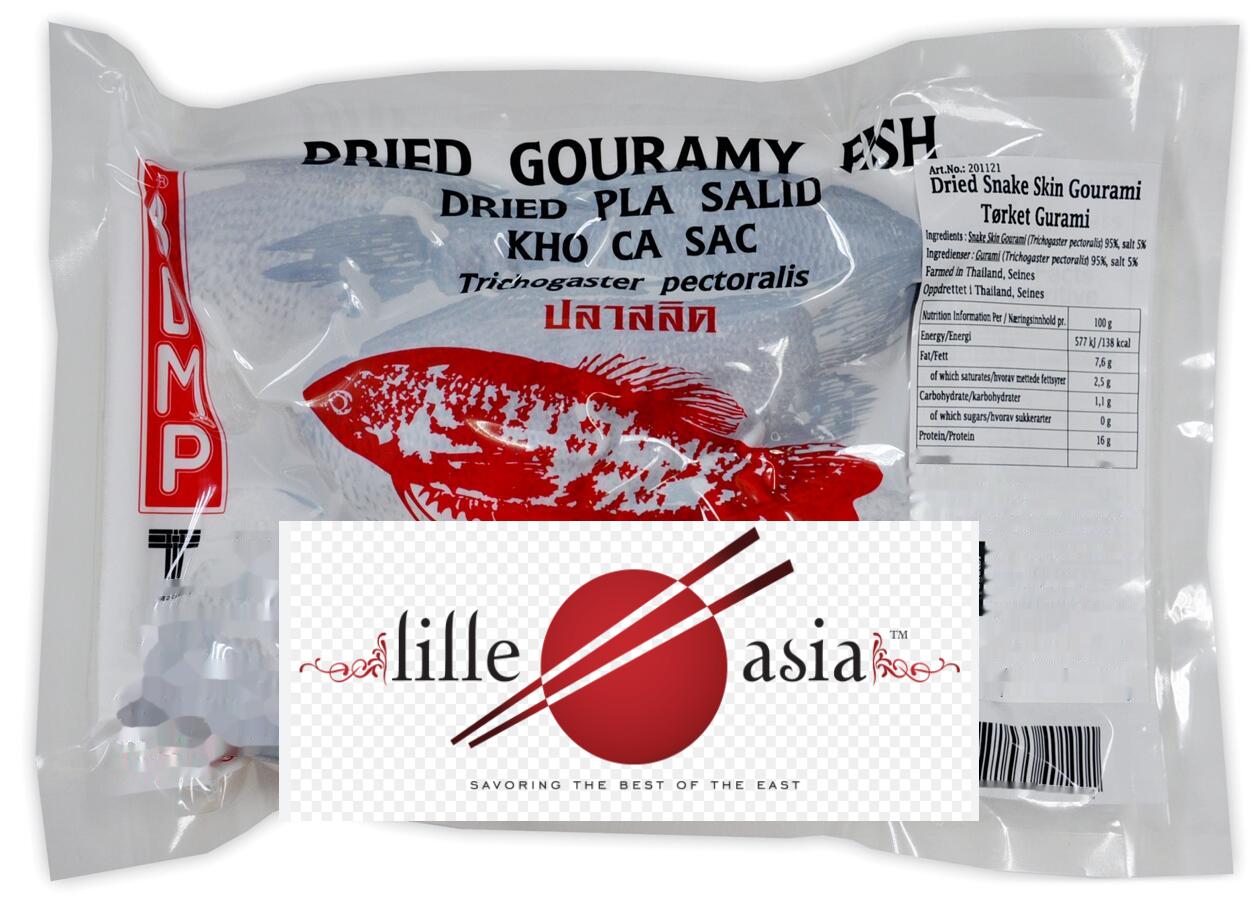 DRIED GOURAMY FISH
DRIED PLA SALID
KHO CA SAC
Trichogaster pectoralis
ปลาสลิด
Art.No.: 201121
Dried Snake Skin Gourami
Tørket Gurami
Ingredients : Snake Skin Gourami (Trichogaster pectoralis) 95%, salt 5%
Ingredienser : Gurami (Trichogaster pectoralis) 95%, salt 5%
Farmed in Thailand, Seines
Oppdrettet i Thailand, Seines
Nutrition Information Per / Næringsinnhold pr. 100 g
Energy/Energi 577 kJ /138 kcal
Fat/Fett 7,6 g
of which saturates/hvorav mettede fettsyrer 2,5 g
Carbohydrate/karbohydrater 1,1 g
of which sugars/hvorav sukkerarter 0 g
Protein/Protein 16 g
lille asia™
SAVORING THE BEST OF THE EAST